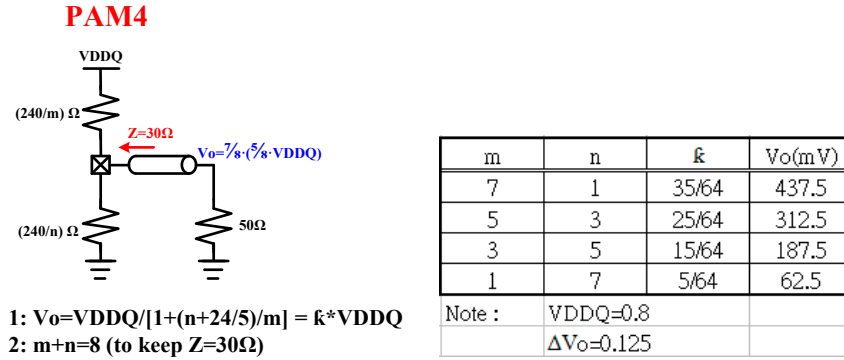 PAM4
VDDQ
(240/m) Ω
Z=30Ω
Vo=⅞·(⅝·VDDQ)
(240/n) Ω
50Ω
1: Vo=VDDQ/[1+(n+24/5)/m] = ƙ*VDDQ
2: m+n=8 (to keep Z=30Ω)
m n ƙ Vo(mV)
7 1 35/64 437.5
5 3 25/64 312.5
3 5 15/64 187.5
1 7 5/64 62.5
Note : VDDQ=0.8
ΔVo=0.125